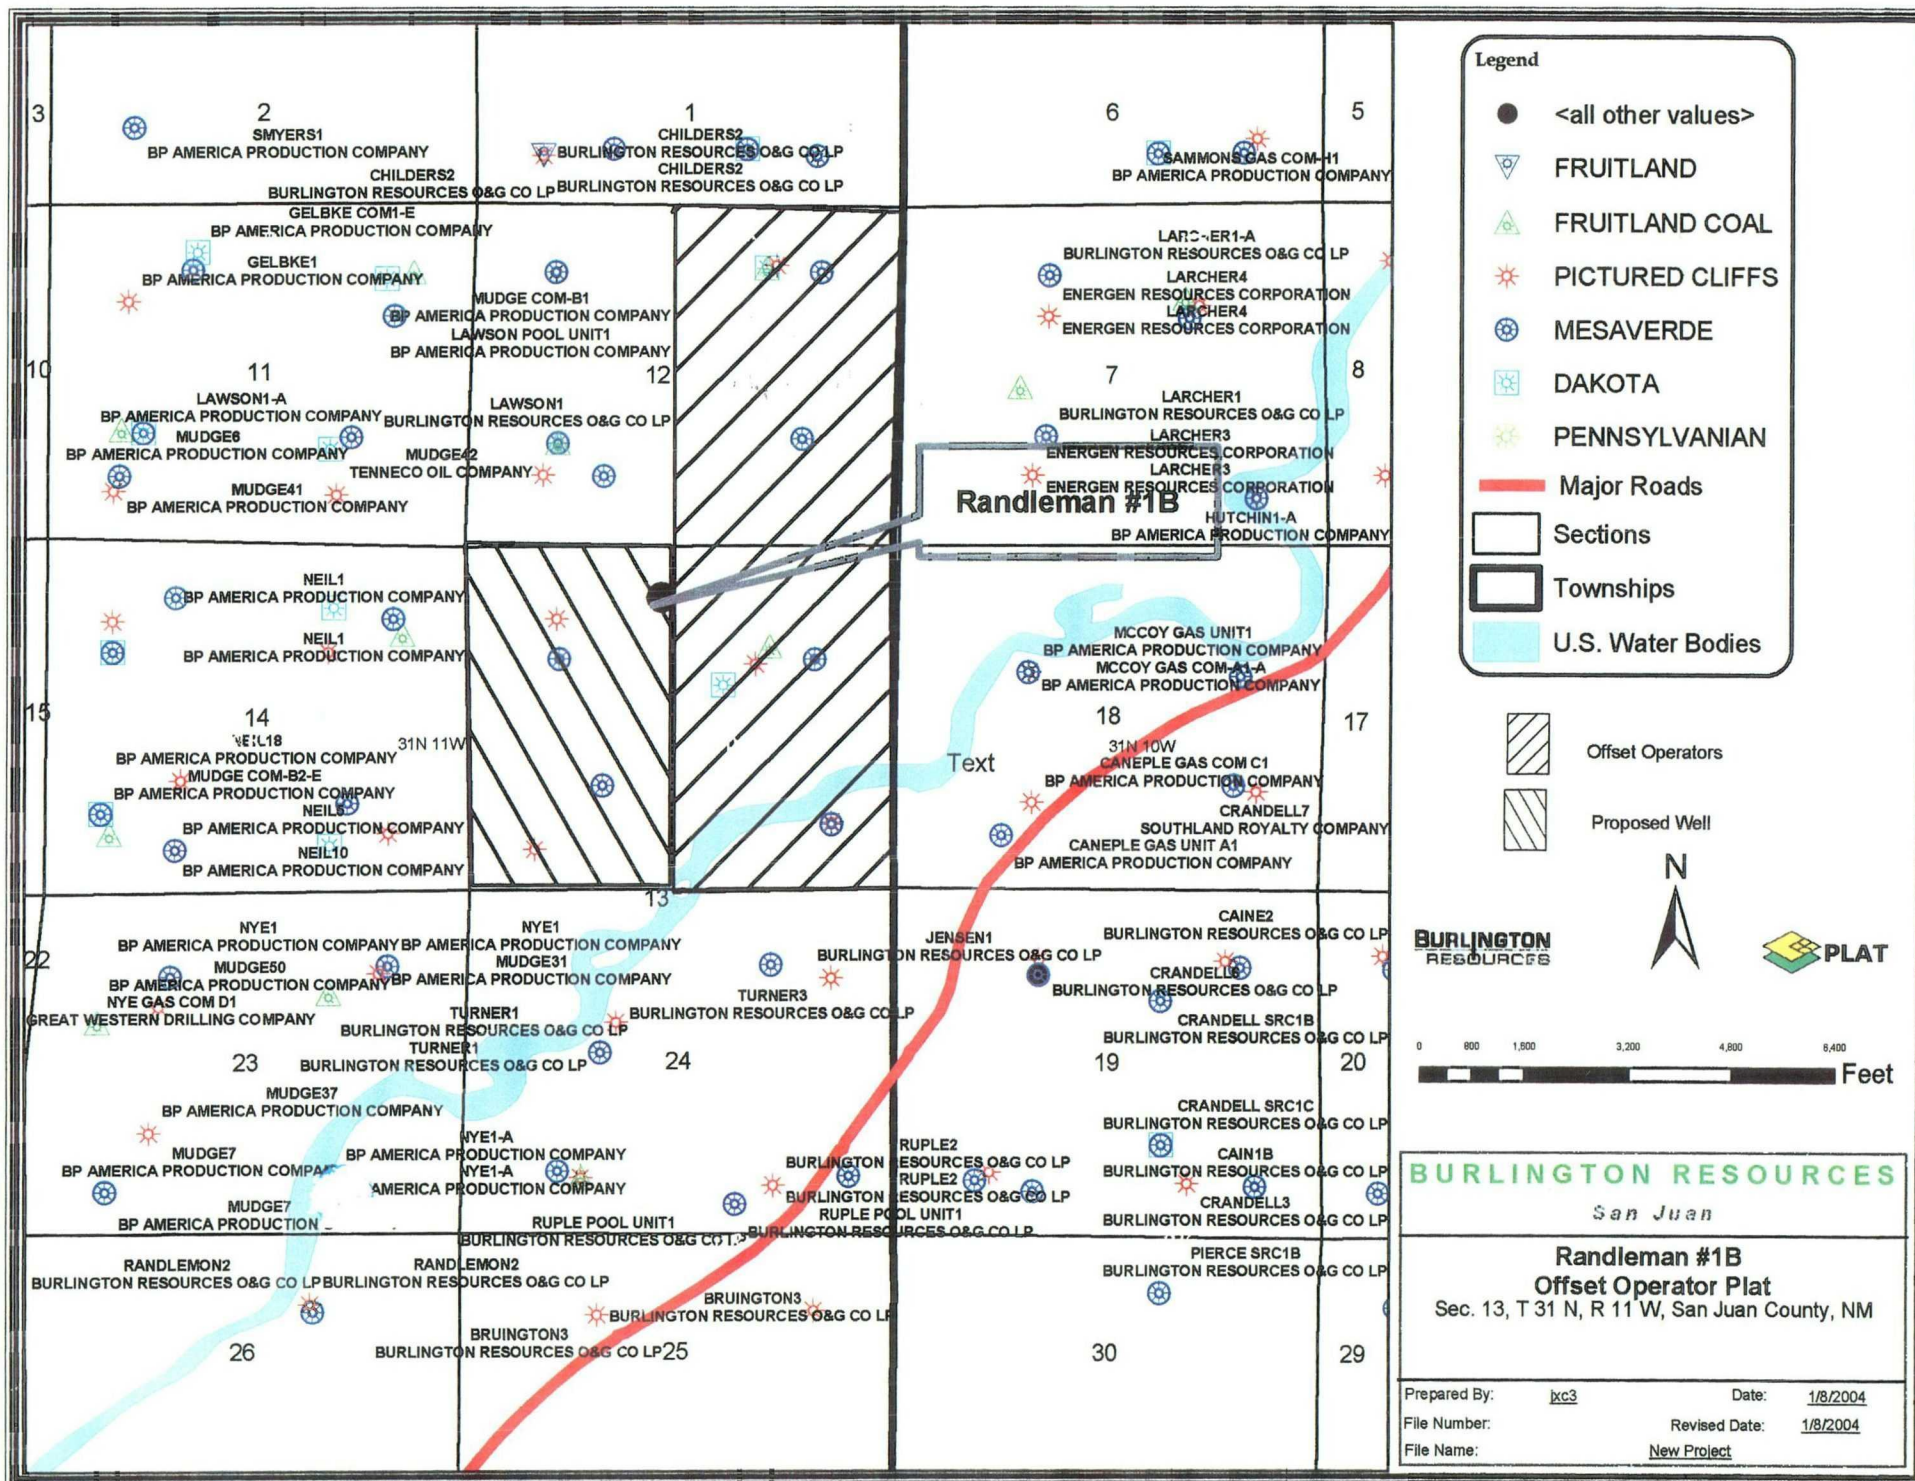 3
2
1
6
5
SMYERS1
BP AMERICA PRODUCTION COMPANY
CHILDERS2
BURLINGTON RESOURCES O&G CO LP
CHILDERS2
BURLINGTON RESOURCES O&G CO LP
CHILDERS2
BURLINGTON RESOURCES O&G CO LP
SAMMONS GAS COM-H1
BP AMERICA PRODUCTION COMPANY
GELBKE COM1-E
BP AMERICA PRODUCTION COMPANY
GELBKE1
BP AMERICA PRODUCTION COMPANY
MUDGE COM-B1
BP AMERICA PRODUCTION COMPANY
LAWSON POOL UNIT1
BP AMERICA PRODUCTION COMPANY
BURLINGTON RESOURCES O&G CO LP
LARCHER4
ENERGEN RESOURCES CORPORATION
LARCHER4
ENERGEN RESOURCES CORPORATION
10
11
12
7
8
LAWSON1-A
BP AMERICA PRODUCTION COMPANY
MUDGE6
BP AMERICA PRODUCTION COMPANY
MUDGE41
BP AMERICA PRODUCTION COMPANY
LAWSON1
BURLINGTON RESOURCES O&G CO LP
MUDGE42
TENNECO OIL COMPANY
LARCHER1
BURLINGTON RESOURCES O&G CO LP
LARCHER3
ENERGEN RESOURCES CORPORATION
LARCHER3
ENERGEN RESOURCES CORPORATION
Randleman #1B
HUTCHIN1-A
BP AMERICA PRODUCTION COMPANY
NEIL1
BP AMERICA PRODUCTION COMPANY
NEIL1
BP AMERICA PRODUCTION COMPANY
MCCOY GAS UNIT1
BP AMERICA PRODUCTION COMPANY
MCCOY GAS COM-A1-A
BP AMERICA PRODUCTION COMPANY
15
14
18
17
31N 11W
31N 10W
Text
NEIL18
BP AMERICA PRODUCTION COMPANY
MUDGE COM-B2-E
BP AMERICA PRODUCTION COMPANY
NEIL5
BP AMERICA PRODUCTION COMPANY
NEIL10
BP AMERICA PRODUCTION COMPANY
CANEPLE GAS COM C1
BP AMERICA PRODUCTION COMPANY
CRANDELL7
SOUTHLAND ROYALTY COMPANY
CANEPLE GAS UNIT A1
BP AMERICA PRODUCTION COMPANY
13
22
NYE1
BP AMERICA PRODUCTION COMPANY
MUDGE50
BP AMERICA PRODUCTION COMPANY
NYE GAS COM D1
GREAT WESTERN DRILLING COMPANY
NYE1
BP AMERICA PRODUCTION COMPANY
MUDGE31
BP AMERICA PRODUCTION COMPANY
TURNER1
BURLINGTON RESOURCES O&G CO LP
TURNER1
BURLINGTON RESOURCES O&G CO LP
TURNER3
BURLINGTON RESOURCES O&G CO LP
JENSEN1
BURLINGTON RESOURCES O&G CO LP
CAINE2
BURLINGTON RESOURCES O&G CO LP
CRANDELL6
BURLINGTON RESOURCES O&G CO LP
CRANDELL SRC1B
BURLINGTON RESOURCES O&G CO LP
23
24
19
20
MUDGE37
BP AMERICA PRODUCTION COMPANY
MUDGE7
BP AMERICA PRODUCTION
MUDGE7
BP AMERICA PRODUCTION
NYE1-A
BP AMERICA PRODUCTION COMPANY
NYE1-A
AMERICA PRODUCTION COMPANY
RUPLE POOL UNIT1
BURLINGTON RESOURCES O&G CO LP
RUPLE2
BURLINGTON RESOURCES O&G CO LP
RUPLE2
BURLINGTON RESOURCES O&G CO LP
RUPLE POOL UNIT1
BURLINGTON RESOURCES O&G CO LP
CRANDELL SRC1C
BURLINGTON RESOURCES O&G CO LP
CAIN1B
BURLINGTON RESOURCES O&G CO LP
CRANDELL3
BURLINGTON RESOURCES O&G CO LP
PIERCE SRC1B
BURLINGTON RESOURCES O&G CO LP
RANDLEMON2
BURLINGTON RESOURCES O&G CO LP
RANDLEMON2
BURLINGTON RESOURCES O&G CO LP
BRUINGTON3
BURLINGTON RESOURCES O&G CO LP
BRUINGTON3
BURLINGTON RESOURCES O&G CO LP
26
25
30
29
Legend
<all other values>
FRUITLAND
FRUITLAND COAL
PICTURED CLIFFS
MESAVERDE
DAKOTA
PENNSYLVANIAN
Major Roads
Sections
Townships
U.S. Water Bodies
Offset Operators
Proposed Well
N
BURLINGTON
RESOURCES
PLAT
0 800 1,600 3,200 4,800 6,400
Feet
BURLINGTON RESOURCES
San Juan
Randleman #1B
Offset Operator Plat
Sec. 13, T 31 N, R 11 W, San Juan County, NM
Prepared By: jxc3 Date: 1/8/2004
File Number: Revised Date: 1/8/2004
File Name: New Project